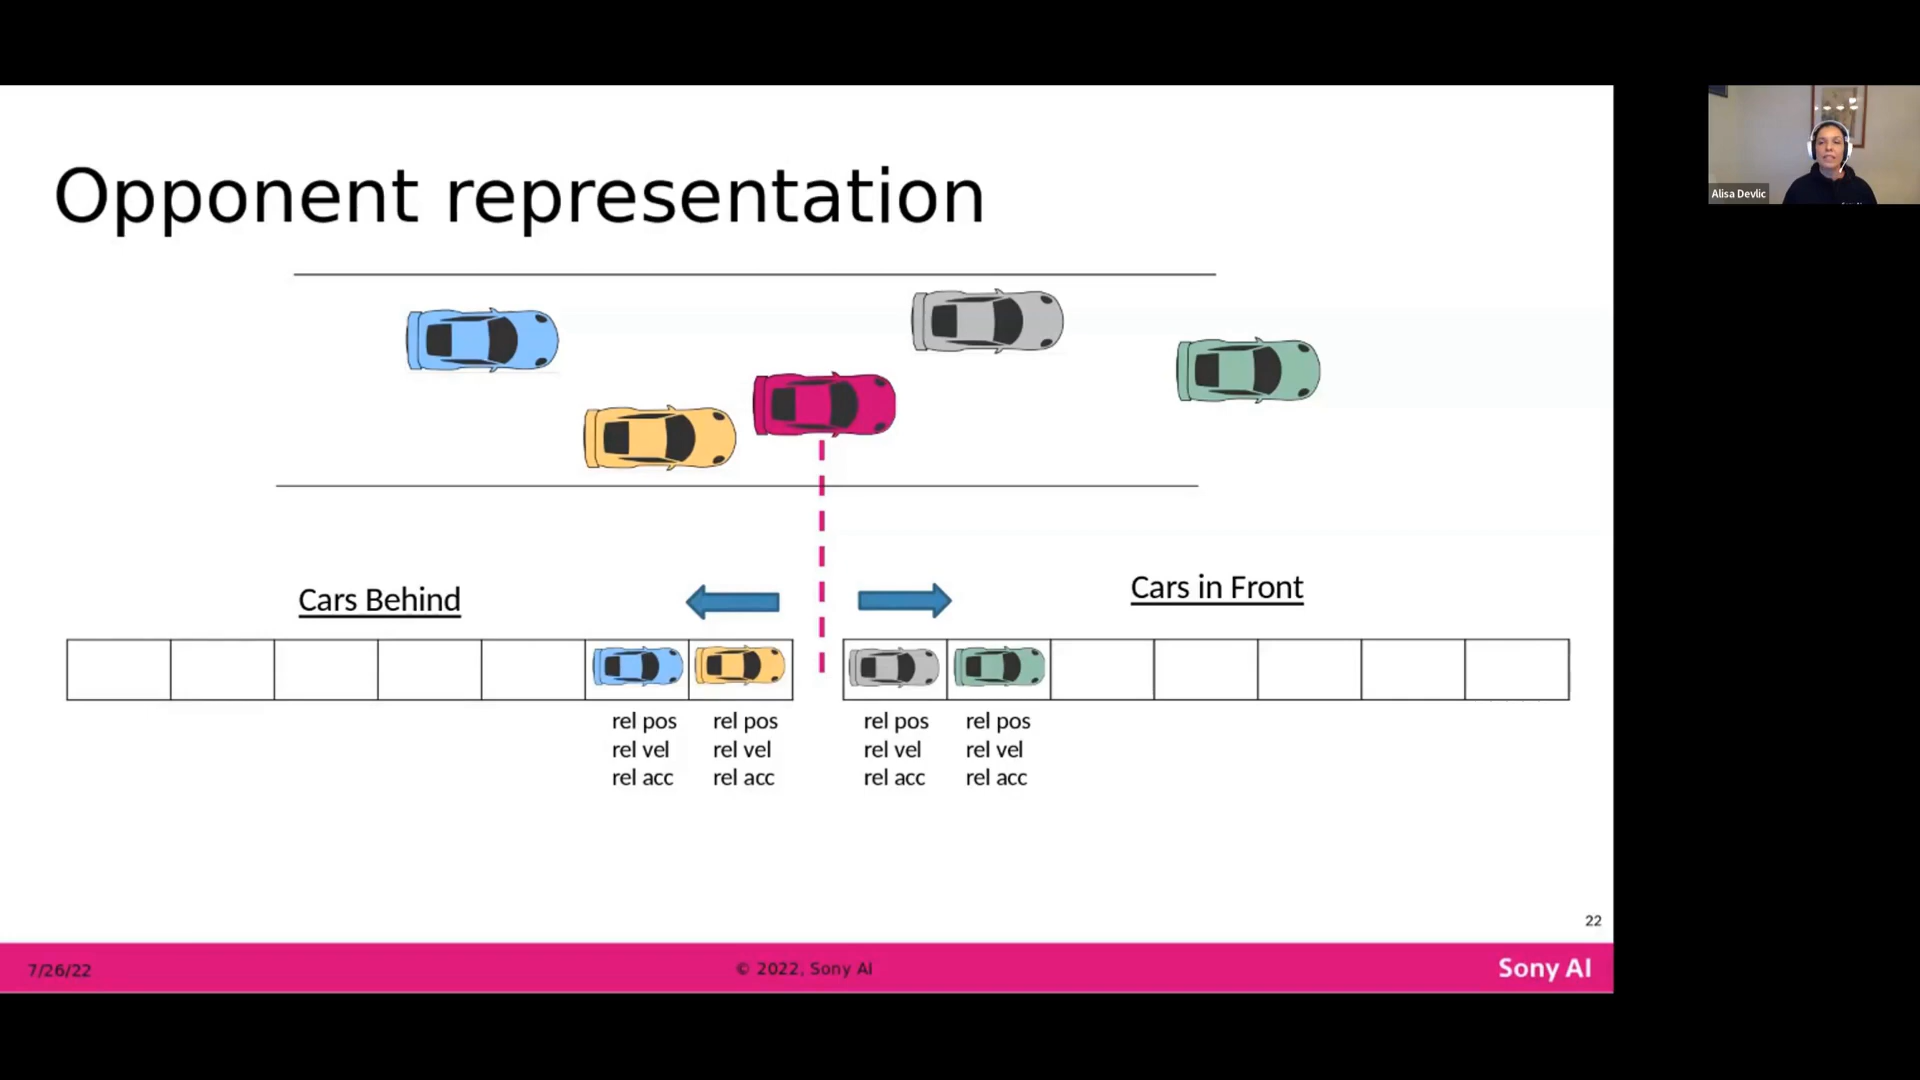 Opponent representation
Alisa Devlic
Cars Behind
Cars in Front
rel pos rel pos rel pos rel pos
rel vel rel vel rel vel rel vel
rel acc rel acc rel acc rel acc
22
7/26/22
© 2022, Sony AI
Sony AI